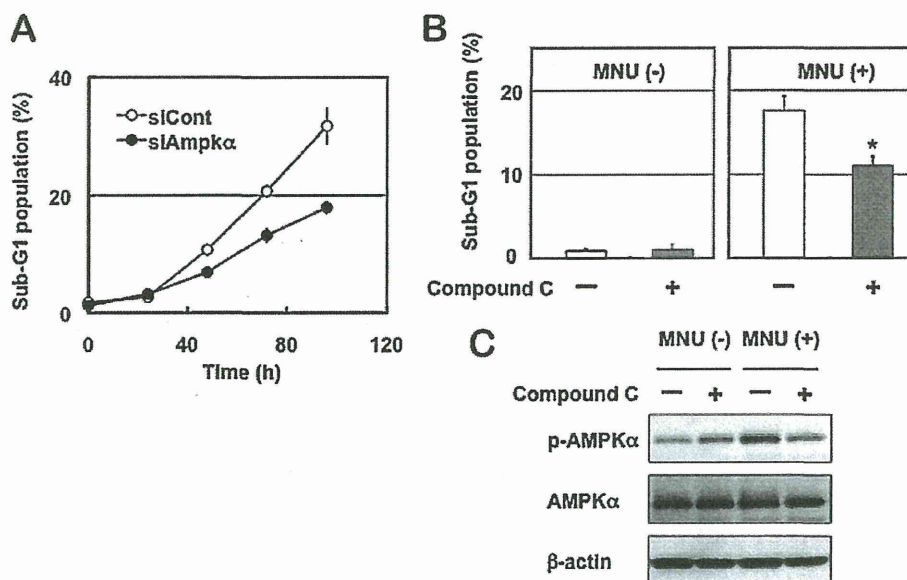 A
Sub-G1 population (%)
40
20
0
siCont
siAmpkα
0 40 80 120
Time (h)
B
Sub-G1 population (%)
20
10
0
MNU (-)
MNU (+)
*
Compound C — + — +
C
MNU (-) MNU (+)
Compound C — + — +
p-AMPKα
AMPKα
β-actin